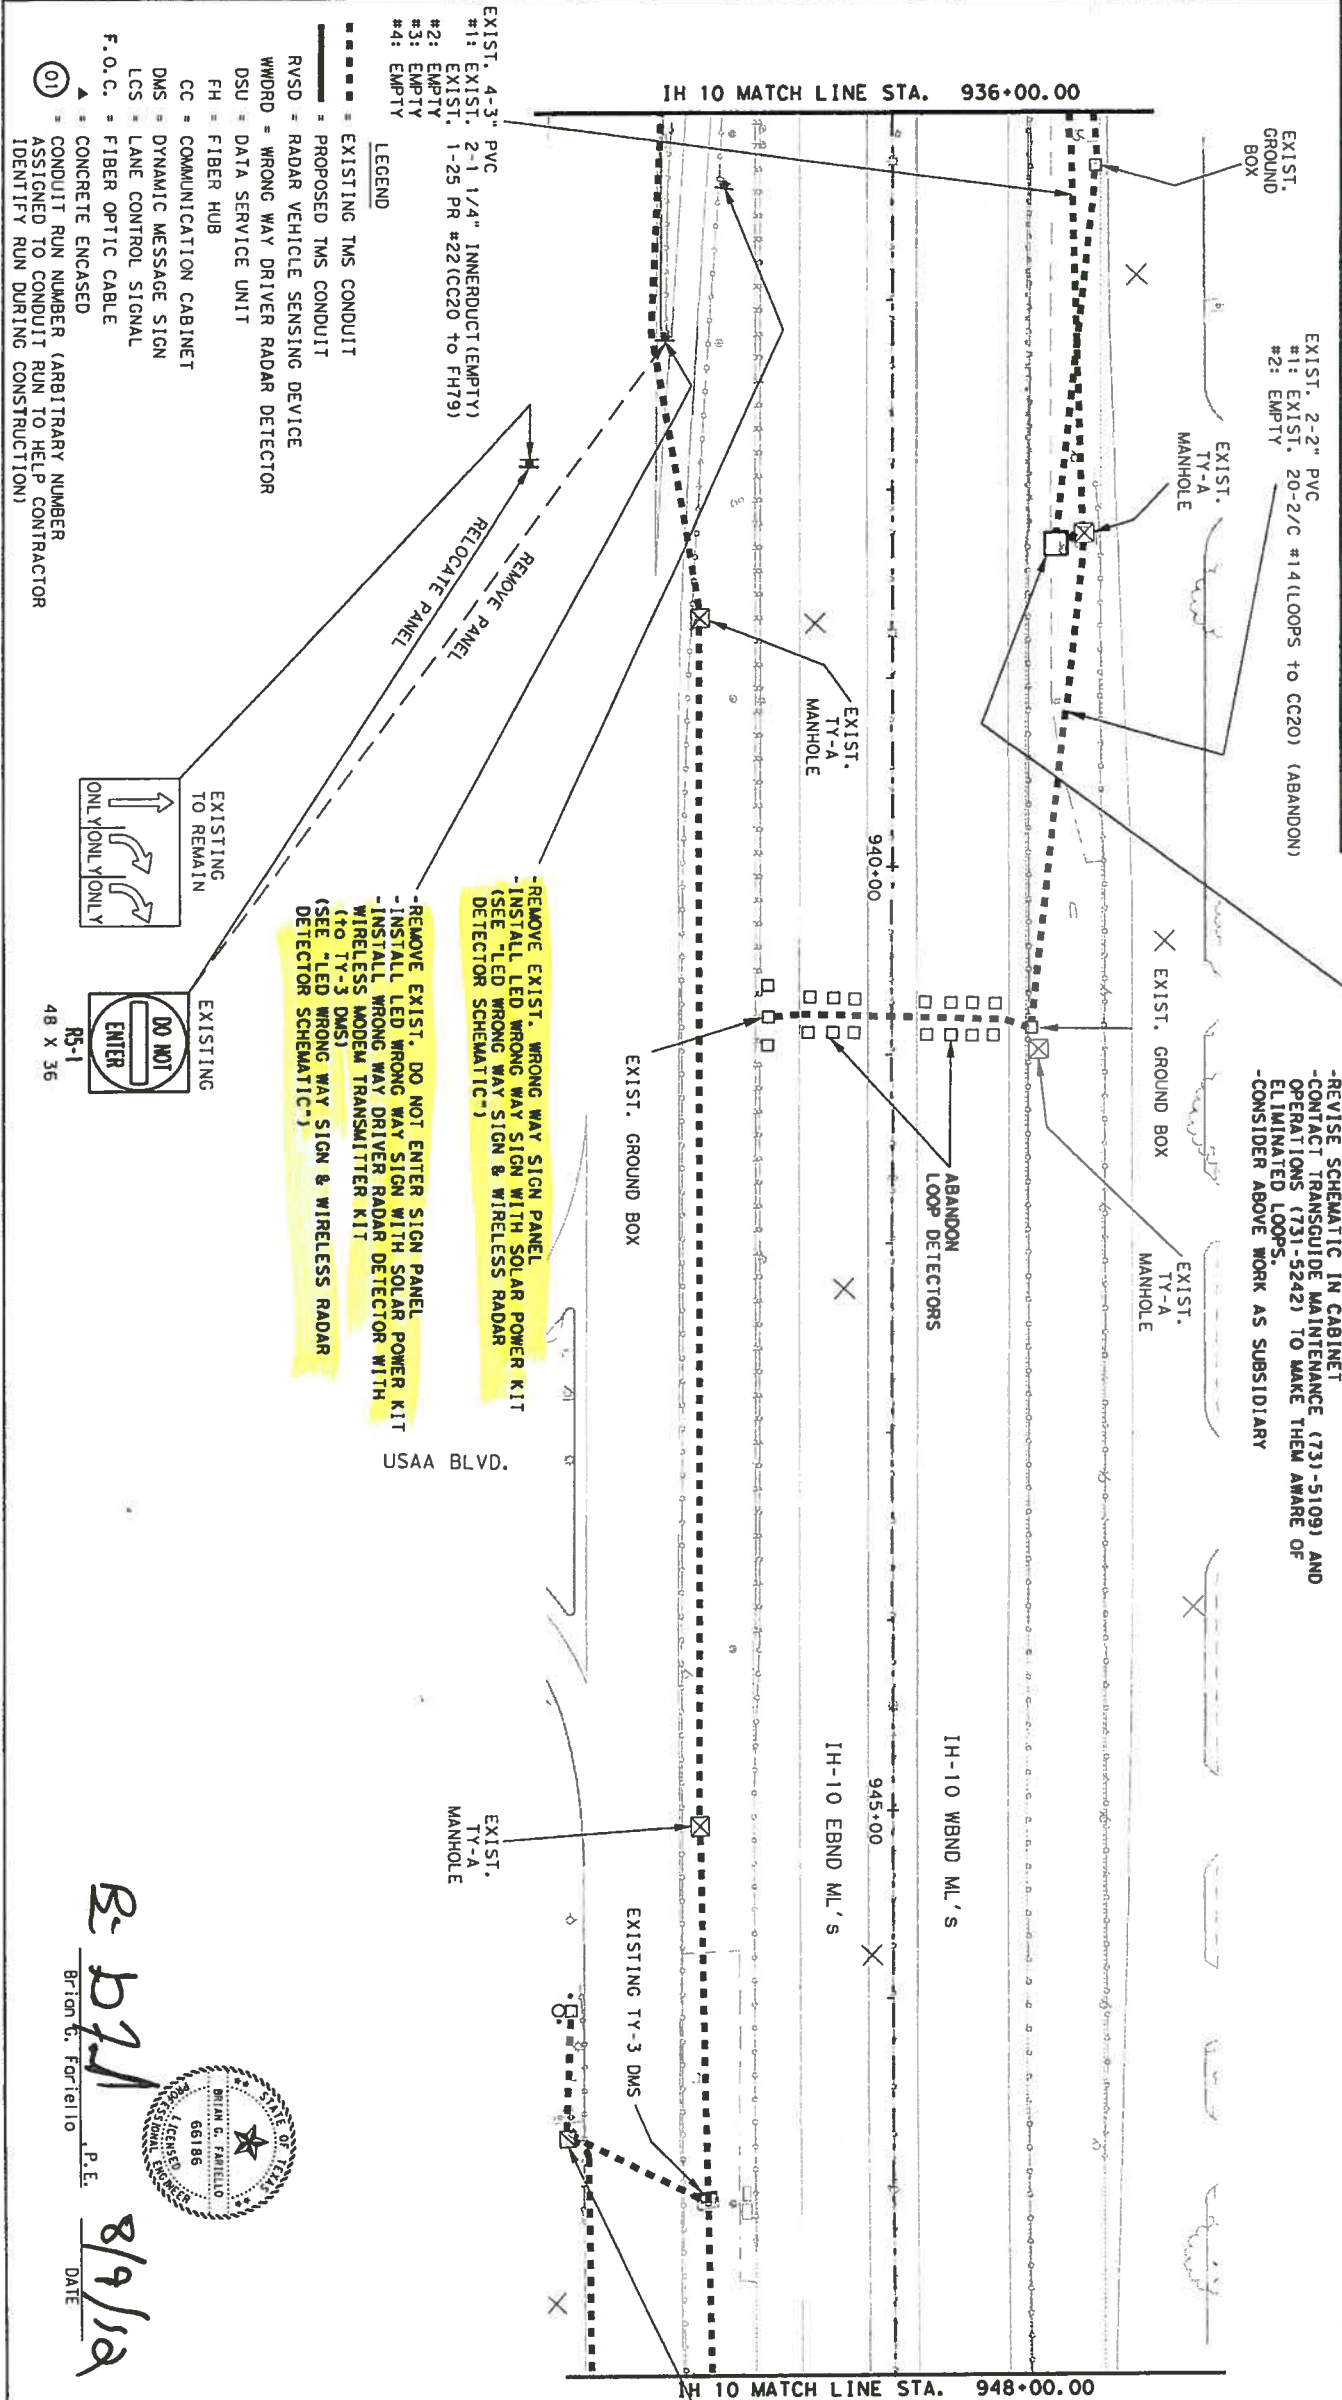 -REVISE SCHEMATIC IN CABINET
-CONTACT TRANSGUIDE MAINTENANCE (731-5109) AND
OPERATIONS (731-5242) TO MAKE THEM AWARE OF
ELIMINATED LOOPS.
-CONSIDER ABOVE WORK AS SUBSIDIARY
EXIST. 2-2" PVC
#1: EXIST. 20-2/C #14(LOOPS to CC20) (ABANDON)
#2: EMPTY
EXIST.
GROUND
BOX
EXIST.
TY-A
MANHOLE
EXIST. GROUND BOX
EXIST.
TY-A
MANHOLE
IH 10 MATCH LINE STA. 936+00.00
940+00
945+00
ABANDON
LOOP DETECTORS
IH-10 WBND ML's
IH-10 EBND ML's
EXIST.
TY-A
MANHOLE
EXIST. GROUND BOX
EXISTING TY-3 DMS
IH 10 MATCH LINE STA. 948+00.00
EXIST. 4-3" PVC
#1: EXIST. 2-1 1/4" INNERDUCT(EMPTY)
EXIST. 1-25 PR #22(CC20 to FH79)
#2: EMPTY
#3: EMPTY
#4: EMPTY
-REMOVE EXIST. WRONG WAY SIGN PANEL
-INSTALL LED WRONG WAY SIGN WITH SOLAR POWER KIT
(SEE "LED WRONG WAY SIGN & WIRELESS RADAR
DETECTOR SCHEMATIC")
-REMOVE EXIST. DO NOT ENTER SIGN PANEL
-INSTALL LED WRONG WAY SIGN WITH SOLAR POWER KIT
-INSTALL WRONG WAY DRIVER RADAR DETECTOR WITH
WIRELESS MODEM TRANSMITTER KIT
(to TY-3 DMS)
(SEE "LED WRONG WAY SIGN & WIRELESS RADAR
DETECTOR SCHEMATIC")
USAA BLVD.
EXIST.
TY-A
MANHOLE
REMOVE PANEL
RELOCATE PANEL
LEGEND
= EXISTING TMS CONDUIT
= PROPOSED TMS CONDUIT
RVSD = RADAR VEHICLE SENSING DEVICE
WWDRD = WRONG WAY DRIVER RADAR DETECTOR
DSU = DATA SERVICE UNIT
FH = FIBER HUB
CC = COMMUNICATION CABINET
DMS = DYNAMIC MESSAGE SIGN
LCS = LANE CONTROL SIGNAL
F.O.C. = FIBER OPTIC CABLE
▲ = CONCRETE ENCASED
01 = CONDUIT RUN NUMBER (ARBITRARY NUMBER
ASSIGNED TO CONDUIT RUN TO HELP CONTRACTOR
IDENTIFY RUN DURING CONSTRUCTION)
EXISTING
TO REMAIN
ONLY ONLY ONLY
EXISTING
DO NOT
ENTER
R5-1
48 X 36
STATE OF TEXAS
BRIAN G. FARIELLO
66186
LICENSED
PROFESSIONAL ENGINEER
Brian G. Fariello, P.E.
8/9/12
DATE